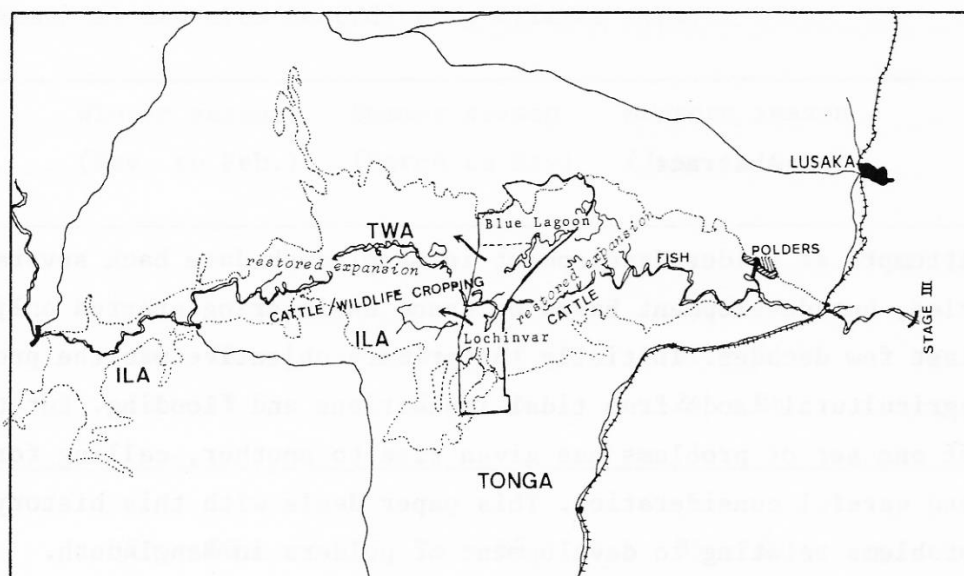 LUSAKA
TWA
Blue Lagoon
restored expansion
restored expansion
FISH
POLDERS
CATTLE/WILDLIFE CROPPING
CATTLE
ILA
Lochinvar
STAGE III
ILA
TONGA